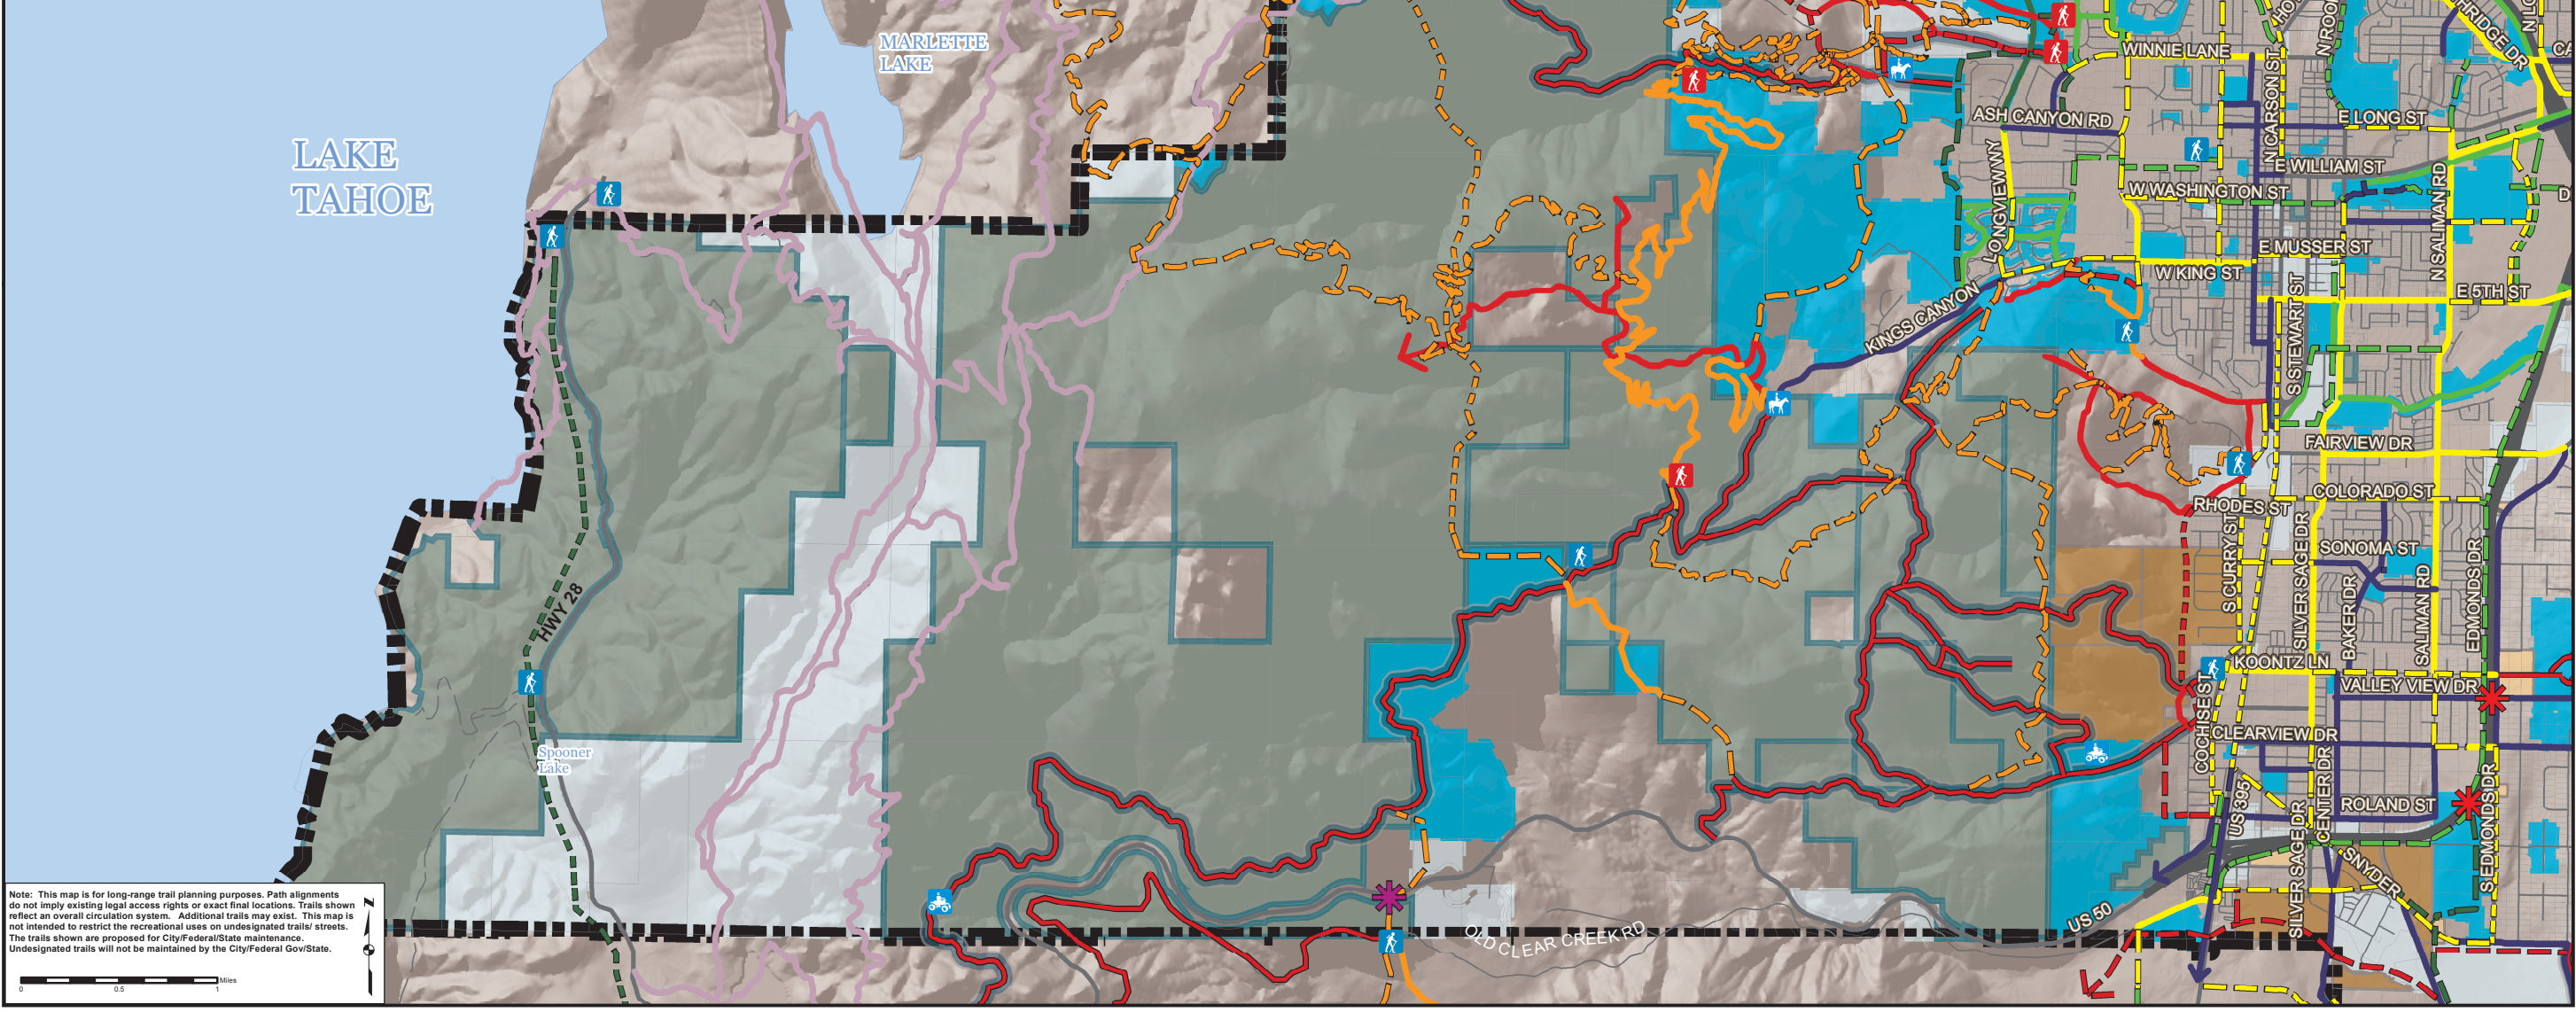 MARLETTE
LAKE
LAKE
TAHOE
WINNIE LANE
ASH CANYON RD
LONGVIEW WY
N CARSON ST
E LONG ST
E WILLIAM ST
W WASHINGTON ST
N SALIMAN RD
E MUSSER ST
W KING ST
E 5TH ST
KINGS CANYON
S STEWART ST
FAIRVIEW DR
COLORADO ST
RHODES ST
S CURRY ST
SILVER SAGE DR
SONOMA ST
BAKER DR
SALIMAN RD
EDMONDS DR
HWY 28
KOONTZ LN
VALLEY VIEW DR
COCHISE ST
CLEARVIEW DR
Spooner
Lake
US 395
CENTER DR
SILVER SAGE DR
ROLAND ST
S EDMONDS DR
SNYDER
US 50
OLD CLEAR CREEK RD
Note: This map is for long-range trail planning purposes. Path alignments
do not imply existing legal access rights or exact final locations. Trails shown
reflect an overall circulation system. Additional trails may exist. This map is
not intended to restrict the recreational uses on undesignated trails/ streets.
The trails shown are proposed for City/Federal/State maintenance.
Undesignated trails will not be maintained by the City/Federal Gov/State.
N
Miles
0 0.5 1